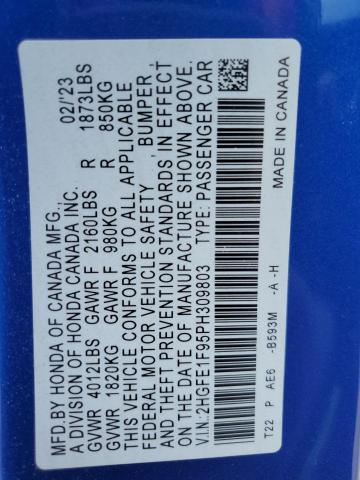 MFD.BY HONDA OF CANADA MFG.,
A DIVISION OF HONDA CANADA INC. 02/'23
GVWR 4012LBS GAWR F 2160LBS R 1873LBS
GVWR 1820KG GAWR F 980KG R 850KG
THIS VEHICLE CONFORMS TO ALL APPLICABLE
FEDERAL MOTOR VEHICLE SAFETY, BUMPER,
AND THEFT PREVENTION STANDARDS IN EFFECT
ON THE DATE OF MANUFACTURE SHOWN ABOVE.
V.I.N:2HGFE1F95PH309803 TYPE:PASSENGER CAR
T22 P AE6 -B593M -A -H MADE IN CANADA